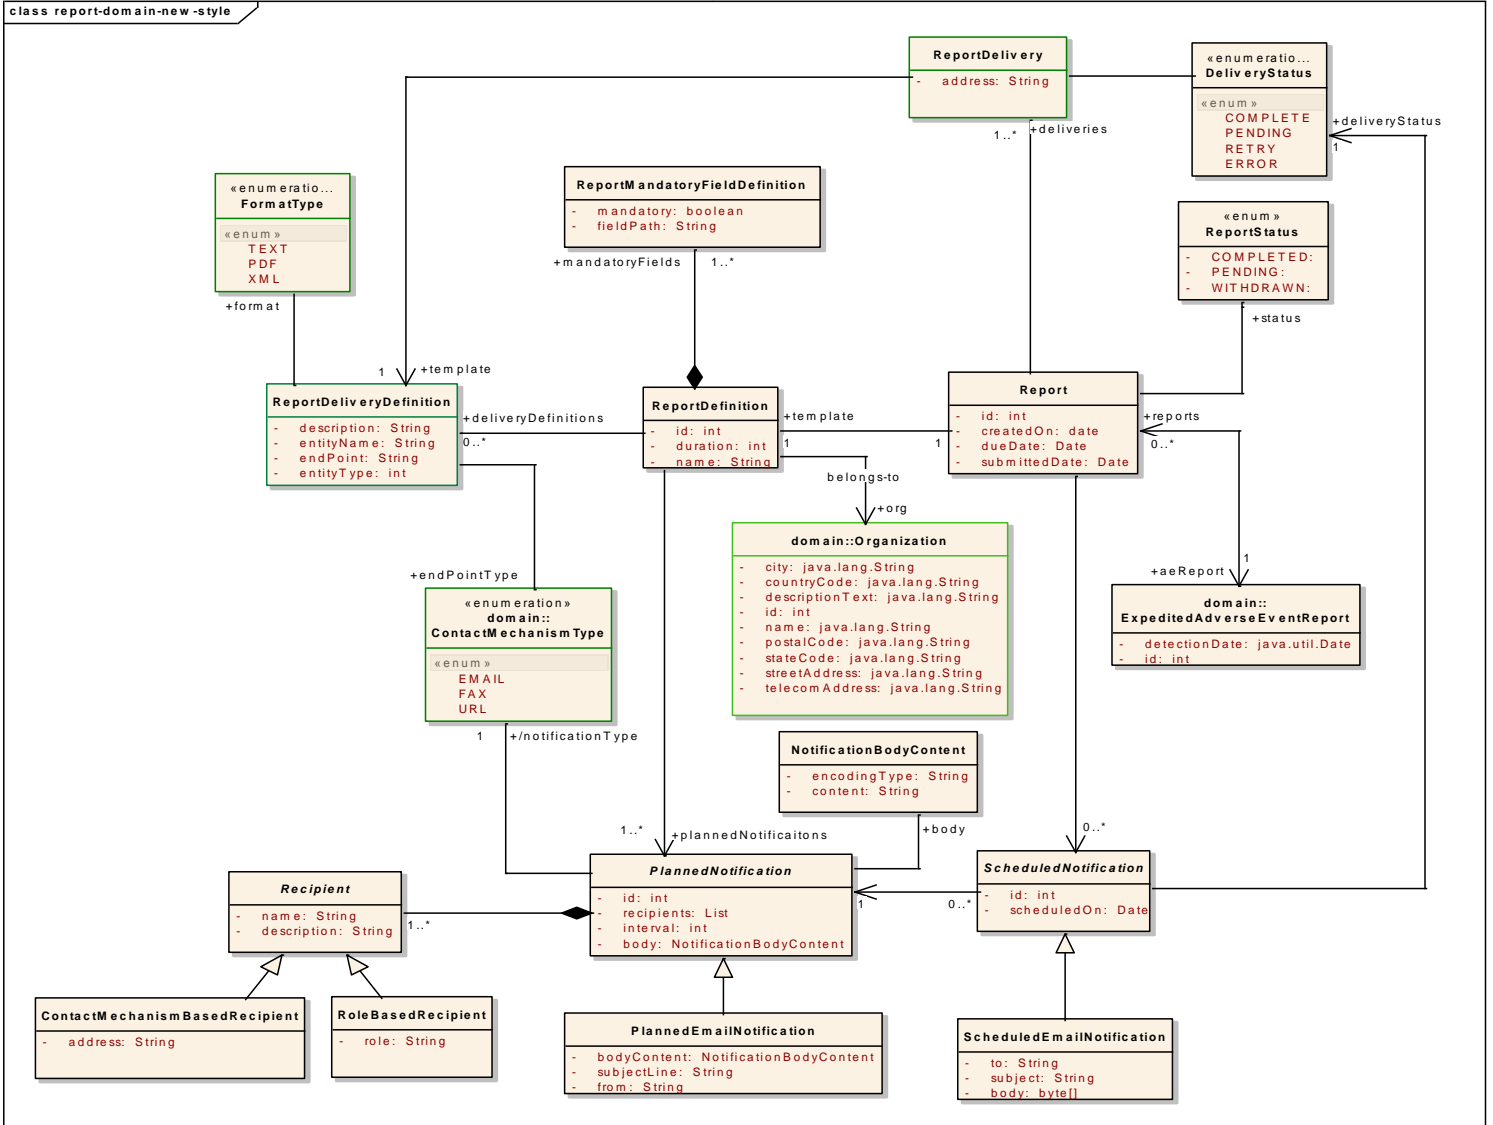 class report-domain-new-style
ReportDelivery
- address: String
«enumeratio...
DeliveryStatus
«enum»
COMPLETE
PENDING
RETRY
ERROR
+deliveryStatus
1
1..*
+deliveries
ReportMandatoryFieldDefinition
- mandatory: boolean
- fieldPath: String
+mandatoryFields
1..*
«enumeratio...
FormatType
«enum»
TEXT
PDF
XML
+format
«enum»
ReportStatus
- COMPLETED:
- PENDING:
- WITHDRAWN:
+status
1
+template
ReportDeliveryDefinition
- description: String
- entityName: String
- endPoint: String
- entityType: int
+deliveryDefinitions
0..*
ReportDefinition
- id: int
- duration: int
- name: String
+template
1
1
Report
- id: int
- createdOn: date
- dueDate: Date
- submittedDate: Date
+reports
0..*
belongs-to
+org
domain::Organization
- city: java.lang.String
- countryCode: java.lang.String
- descriptionText: java.lang.String
- id: int
- name: java.lang.String
- postalCode: java.lang.String
- stateCode: java.lang.String
- streetAddress: java.lang.String
- telecomAddress: java.lang.String
1
+aeReport
domain::
ExpeditedAdverseEventReport
- detectionDate: java.util.Date
- id: int
+endPointType
«enumeration»
domain::
ContactMechanismType
«enum»
EMAIL
FAX
URL
1
+/notificationType
NotificationBodyContent
- encodingType: String
- content: String
+body
1..*
+plannedNotificaitons
0..*
PlannedNotification
- id: int
- recipients: List
- interval: int
- body: NotificationBodyContent
1
0..*
ScheduledNotification
- id: int
- scheduledOn: Date
Recipient
- name: String
- description: String
1..*
ContactMechanismBasedRecipient
- address: String
RoleBasedRecipient
- role: String
PlannedEmailNotification
- bodyContent: NotificationBodyContent
- subjectLine: String
- from: String
ScheduledEmailNotification
- to: String
- subject: String
- body: byte[]